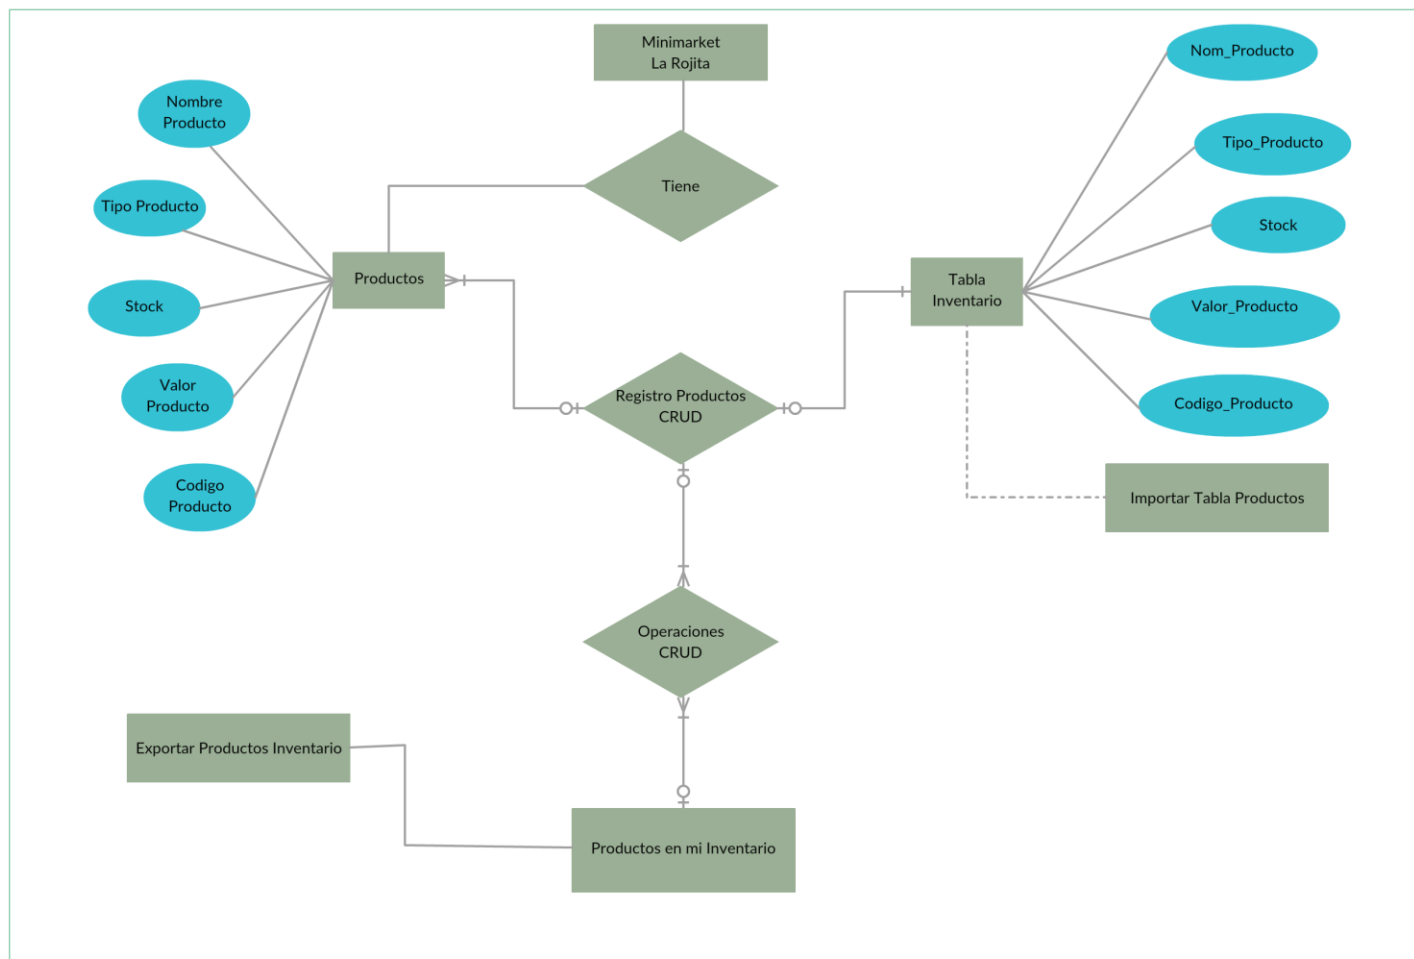 Minimarket
La Rojita
Nom_Producto
Nombre
Producto
Tipo_Producto
Tiene
Tipo Producto
Stock
Productos
Tabla
Inventario
Stock
Valor_Producto
Valor
Producto
Registro Productos
CRUD
Codigo_Producto
Codigo
Producto
Importar Tabla Productos
Operaciones
CRUD
Exportar Productos Inventario
Productos en mi Inventario